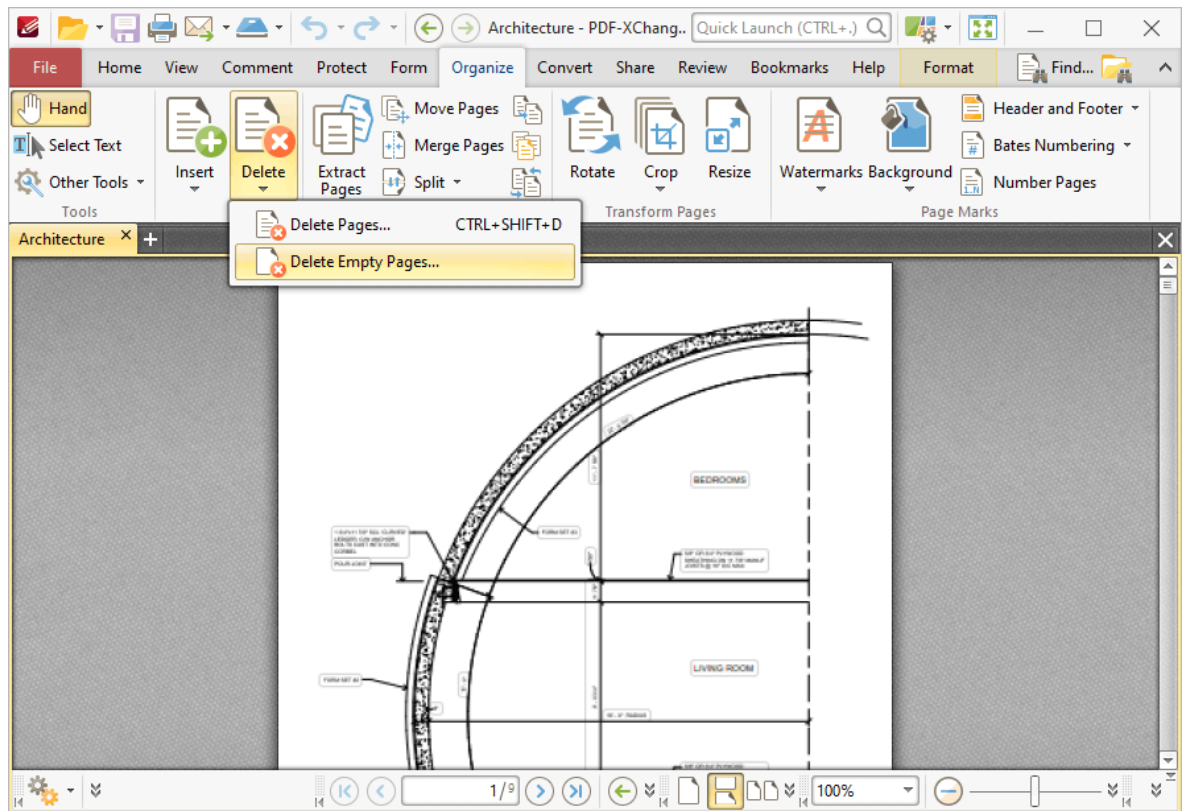 Architecture - PDF-XChang..
Quick Launch (CTRL+.)
File Home View Comment Protect Form Organize Convert Share Review Bookmarks Help Format Find...
Hand
Select Text
Other Tools
Tools
Insert
Delete
Extract Pages
Move Pages
Merge Pages
Split
Rotate
Crop
Resize
Transform Pages
Watermarks
Background
Header and Footer
Bates Numbering
Number Pages
Page Marks
Delete Pages... CTRL+SHIFT+D
Delete Empty Pages...
Architecture
BEDROOMS
POUR JOINT
LIVING ROOM
1/9
100%